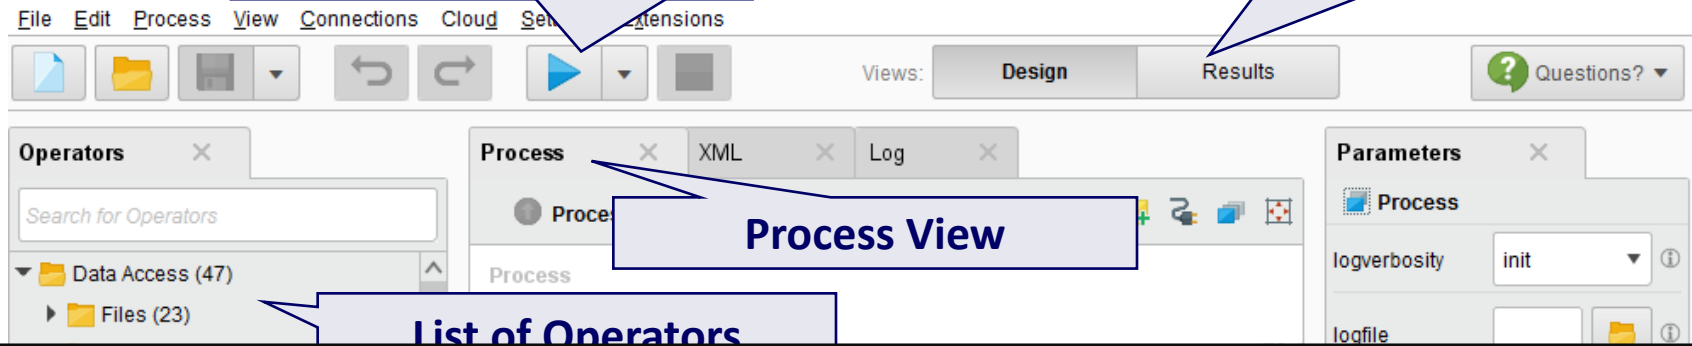 File Edit Process View Connections Cloud Extensions
Views: Design Results Questions?
Operators Process XML Log Parameters
Search for Operators Process
Process View
Data Access (47) Process logverbosity init
Files (23)
List of Operators logfile